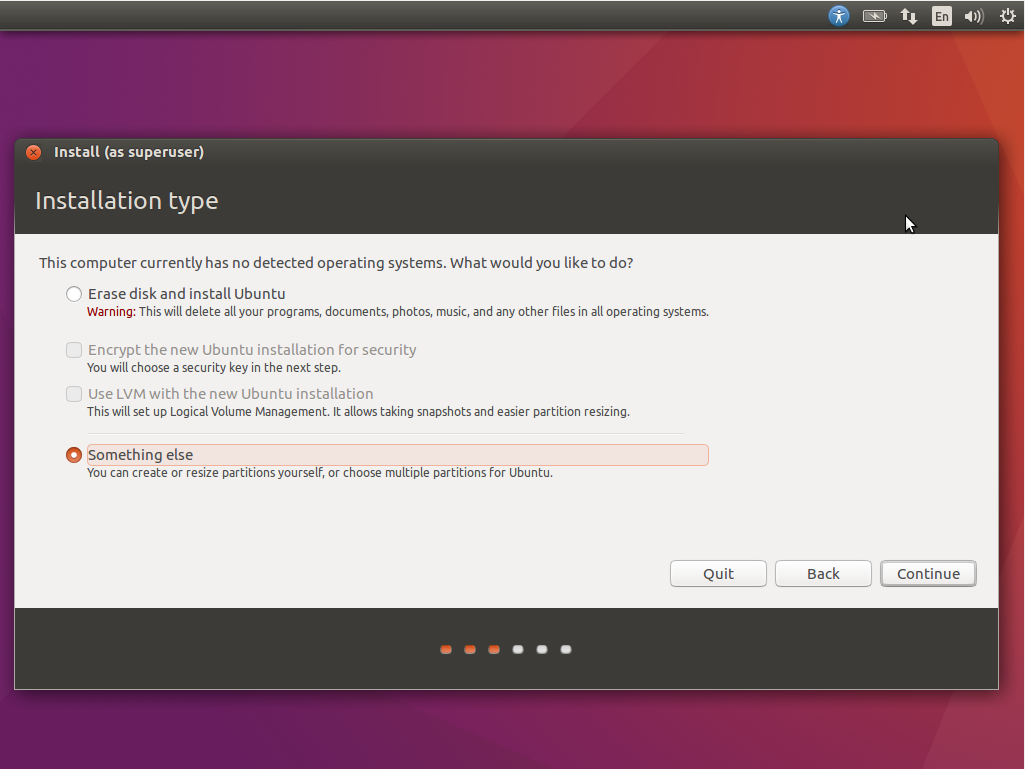 En
Install (as superuser)
Installation type
This computer currently has no detected operating systems. What would you like to do?
Erase disk and install Ubuntu
Warning: This will delete all your programs, documents, photos, music, and any other files in all operating systems.
Encrypt the new Ubuntu installation for security
You will choose a security key in the next step.
Use LVM with the new Ubuntu installation
This will set up Logical Volume Management. It allows taking snapshots and easier partition resizing.
Something else
You can create or resize partitions yourself, or choose multiple partitions for Ubuntu.
Quit Back Continue